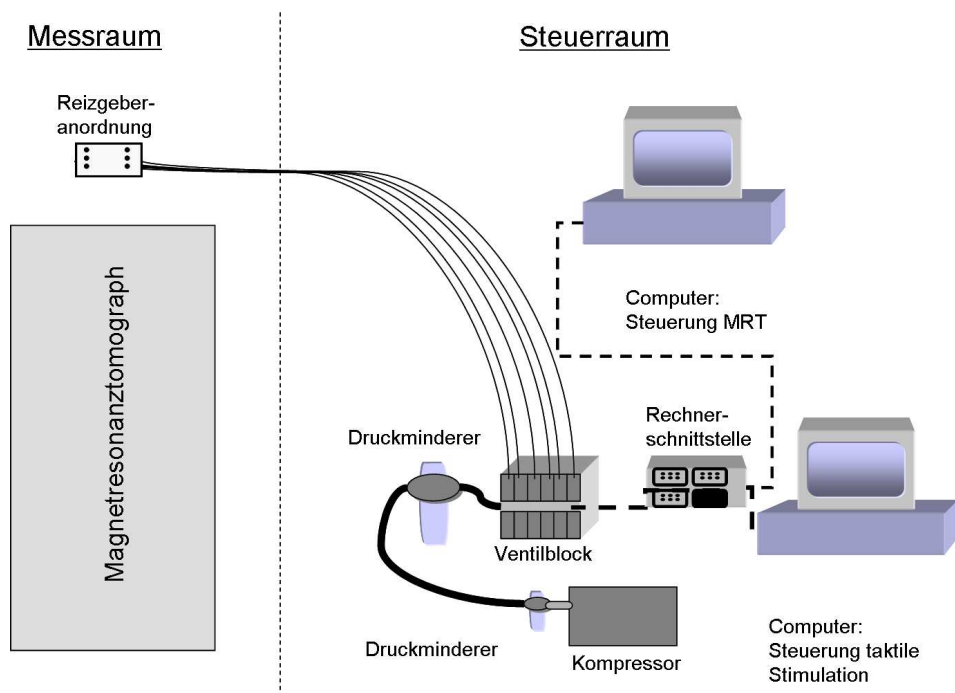 Messraum
Steuerraum
Reizgeber-
anordnung
Magnetresonanztomograph
Computer:
Steuerung MRT
Rechner-
schnittstelle
Druckminderer
Ventilblock
Druckminderer
Kompressor
Computer:
Steuerung taktile
Stimulation